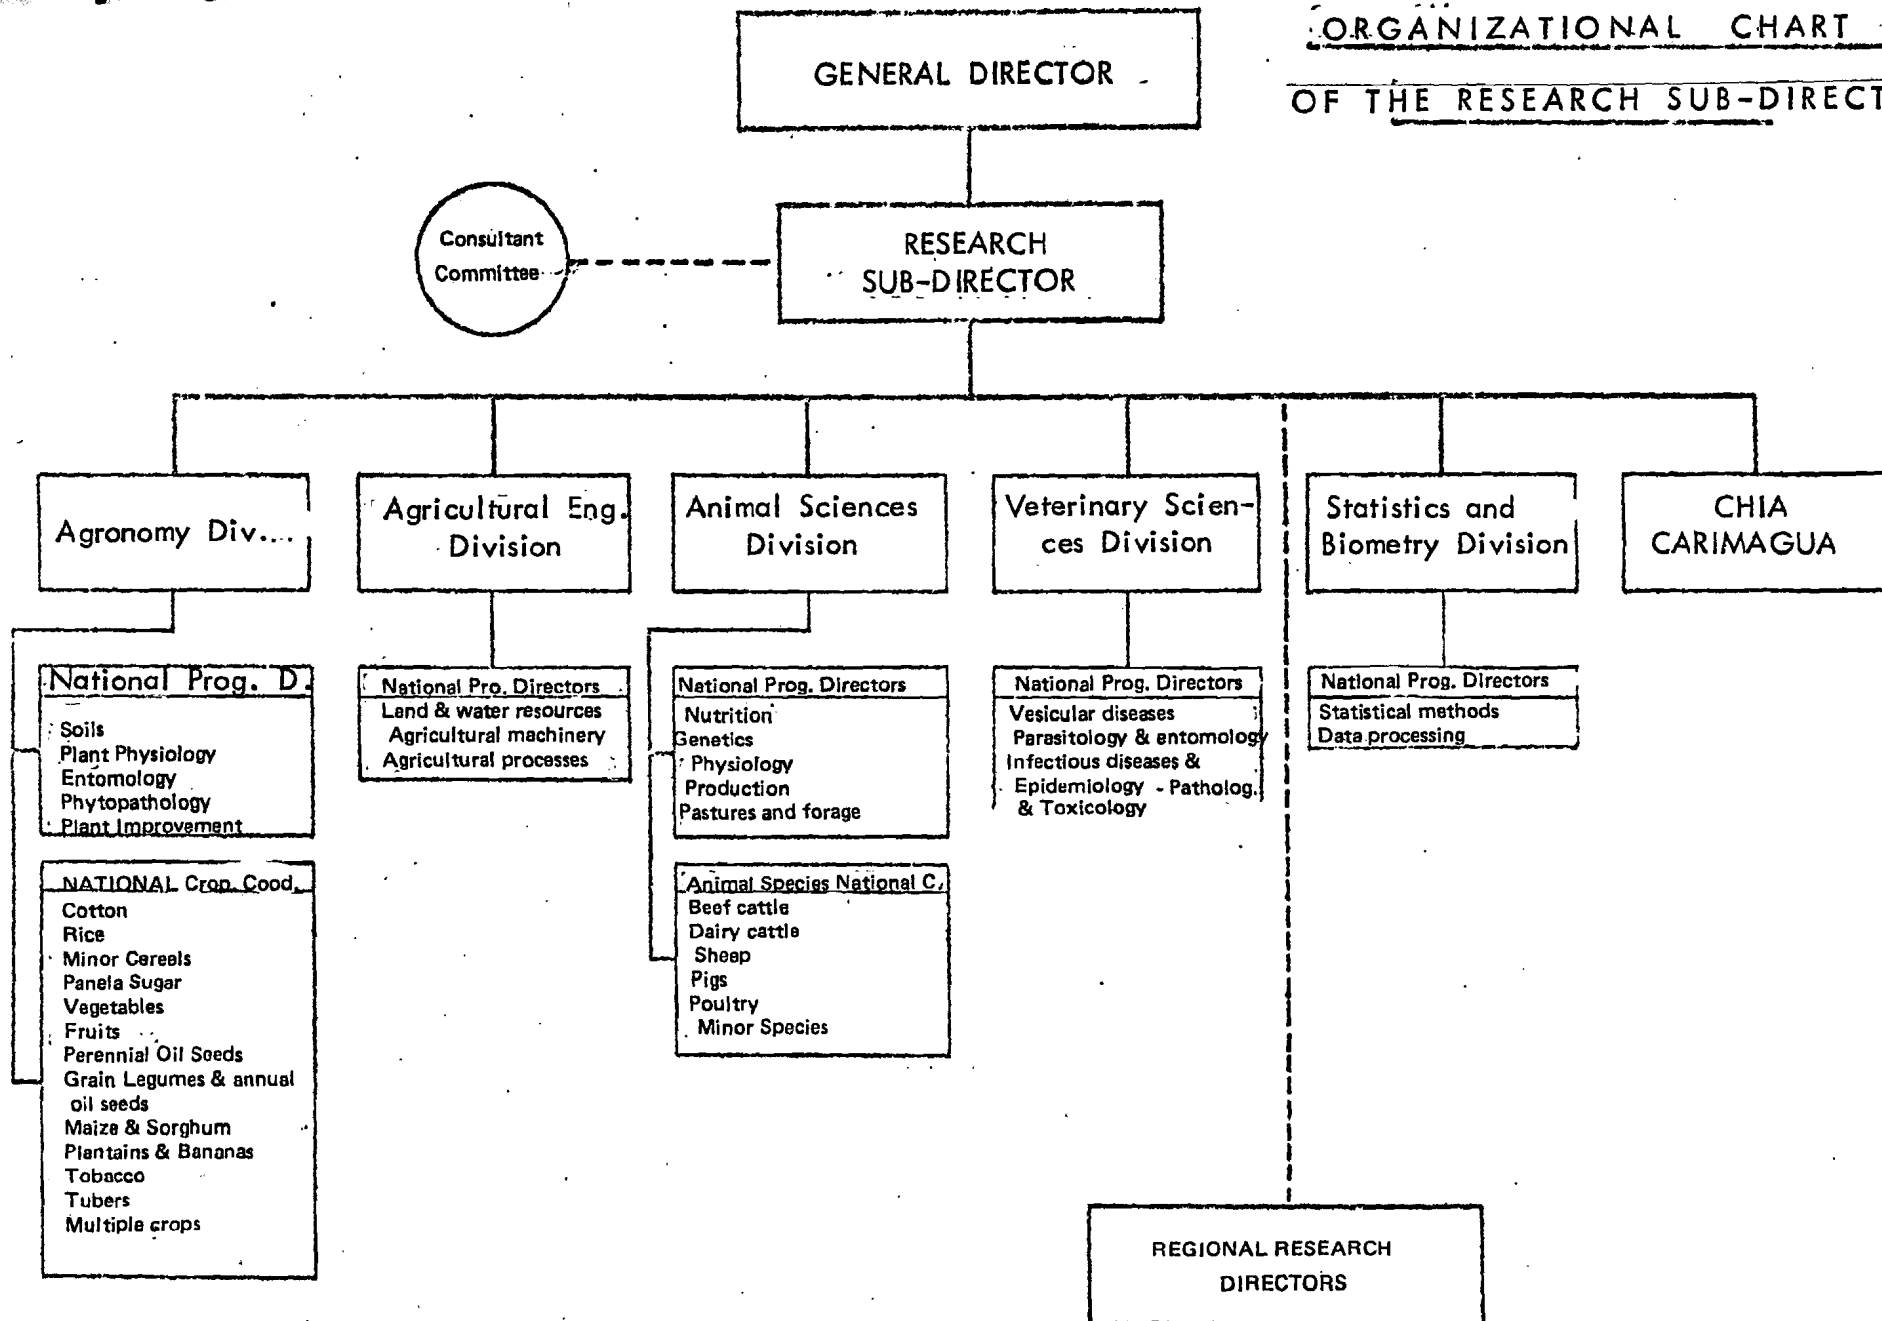 ORGANIZATIONAL CHART
OF THE RESEARCH SUB-DIRECT
GENERAL DIRECTOR
Consultant
Committee
RESEARCH
SUB-DIRECTOR
Agronomy Div....
Agricultural Eng.
Division
Animal Sciences
Division
Veterinary Scien-
ces Division
Statistics and
Biometry Division
CHIA
CARIMAGUA
National Prog. D.
Soils
Plant Physiology
Entomology
Phytopathology
Plant Improvement
NATIONAL Crop. Cood.
Cotton
Rice
Minor Cereels
Panela Sugar
Vegetables
Fruits
Perennial Oil Seeds
Grain Legumes & annual
oil seeds
Maize & Sorghum
Plantains & Bananas
Tobacco
Tubers
Multiple crops
National Pro. Directors
Land & water resources
Agricultural machinery
Agricultural processes
National Prog. Directors
Nutrition
Genetics
Physiology
Production
Pastures and forage
Animal Species National C.
Beef cattle
Dairy cattle
Sheep
Pigs
Poultry
Minor Species
National Prog. Directors
Vesicular diseases
Parasitology & entomology
Infectious diseases &
Epidemiology - Patholog.
& Toxicology
National Prog. Directors
Statistical methods
Data processing
REGIONAL RESEARCH
DIRECTORS